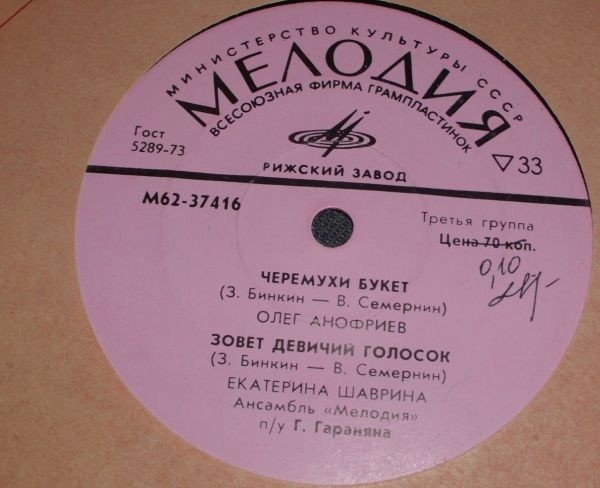 МИНИСТЕРСТВО КУЛЬТУРЫ СССР
МЕЛОДИЯ
ВСЕСОЮЗНАЯ ФИРМА ГРАМПЛАСТИНОК
Гост
5289-73
РИЖСКИЙ ЗАВОД
▽33
М62-37416
Третья группа
Цена 70 коп.
0,10
ЧЕРЕМУХИ БУКЕТ
(З. Бинкин — В. Семернин)
ОЛЕГ АНОФРИЕВ
ЗОВЕТ ДЕВИЧИЙ ГОЛОСОК
(З. Бинкин — В. Семернин)
ЕКАТЕРИНА ШАВРИНА
Ансамбль «Мелодия»
п/у Г. Гараняна